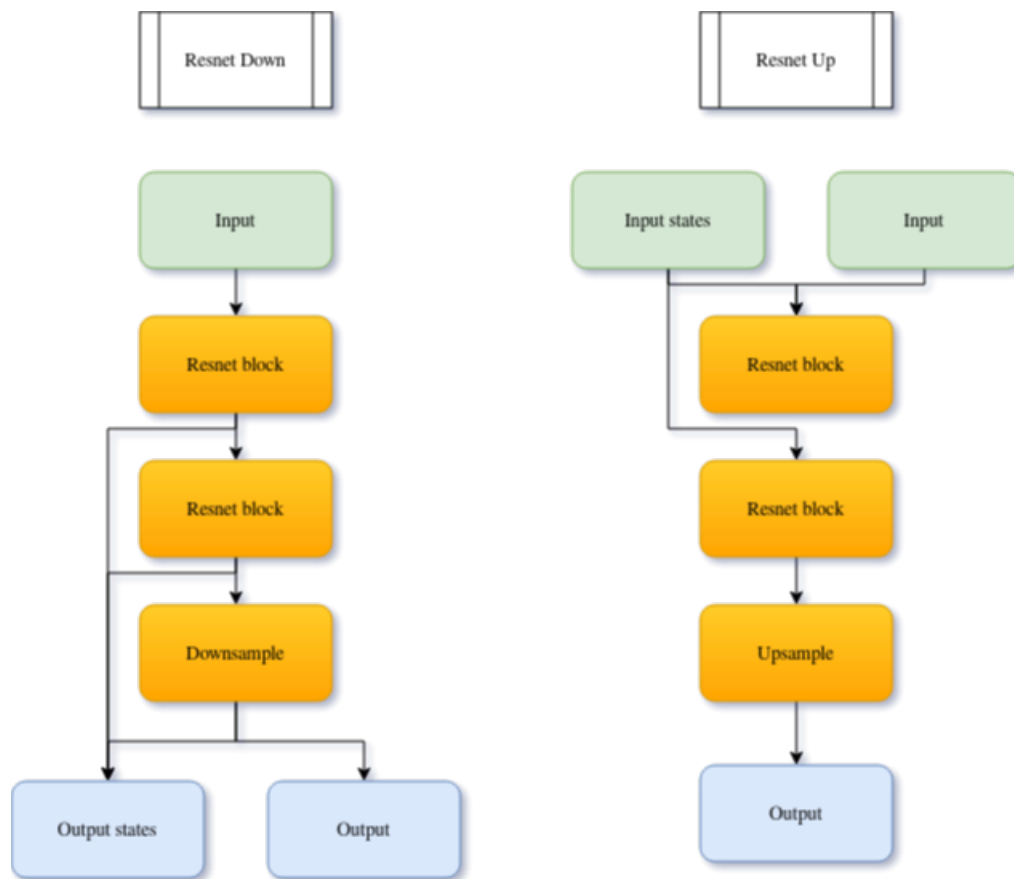 Resnet Down
Resnet Up
Input
Input states
Input
Resnet block
Resnet block
Resnet block
Resnet block
Downsample
Upsample
Output states
Output
Output